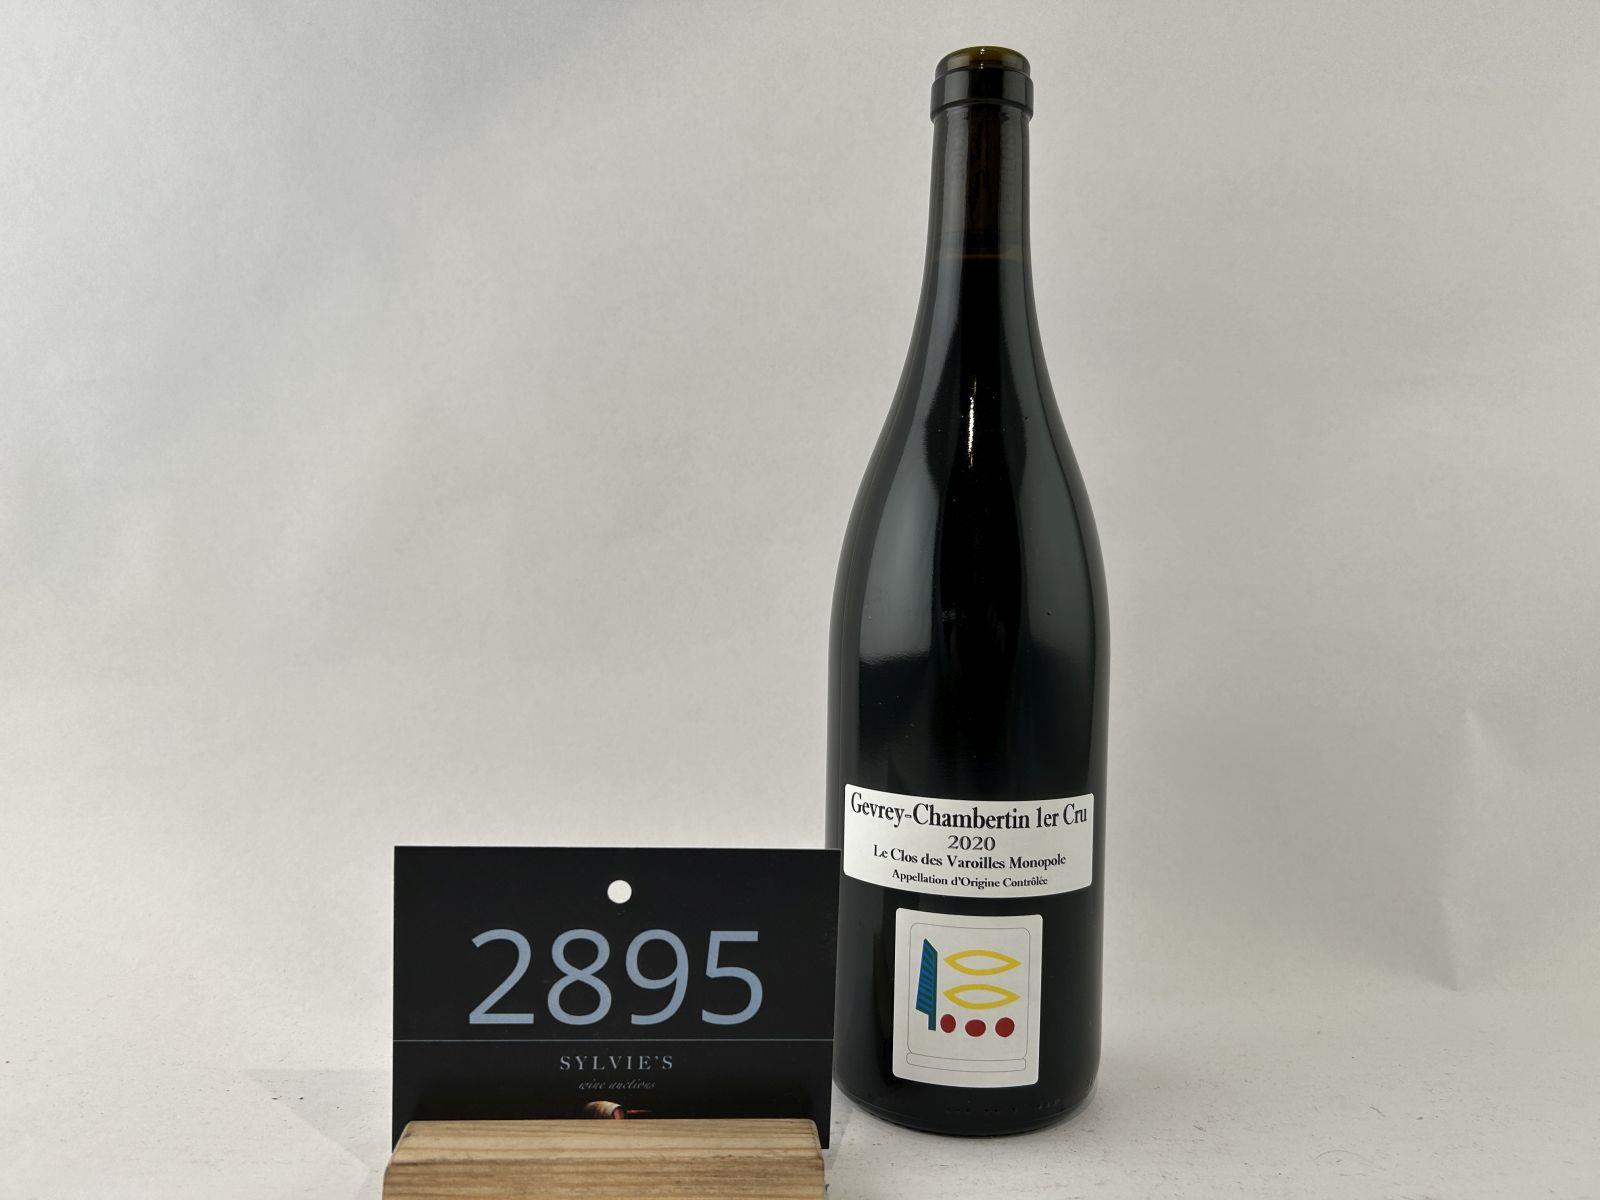 Gevrey-Chambertin 1er Cru
2020
Le Clos des Varoilles Monopole
Appellation d'Origine Contrôlée
2895
SYLVIE'S
wine auctions